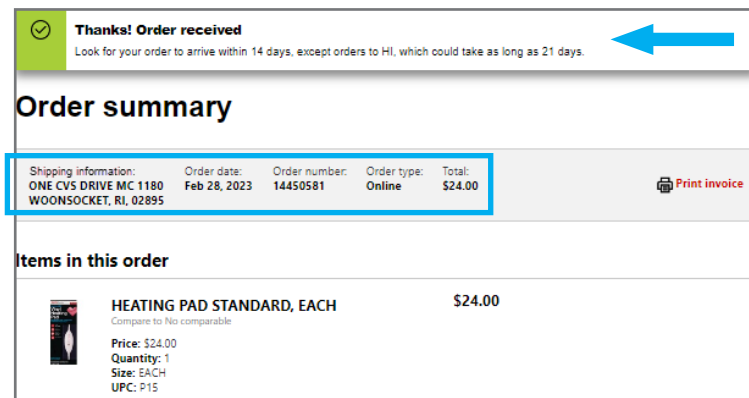 Thanks! Order received
Look for your order to arrive within 14 days, except orders to HI, which could take as long as 21 days.
Order summary
Shipping information: Order date: Order number: Order type: Total:
ONE CVS DRIVE MC 1180 Feb 28, 2023 14450581 Online $24.00
WOONSOCKET, RI, 02895
Print invoice
Items in this order
HEATING PAD STANDARD, EACH $24.00
Compare to No comparable
Price: $24.00
Quantity: 1
Size: EACH
UPC: P15
Heating
Pad